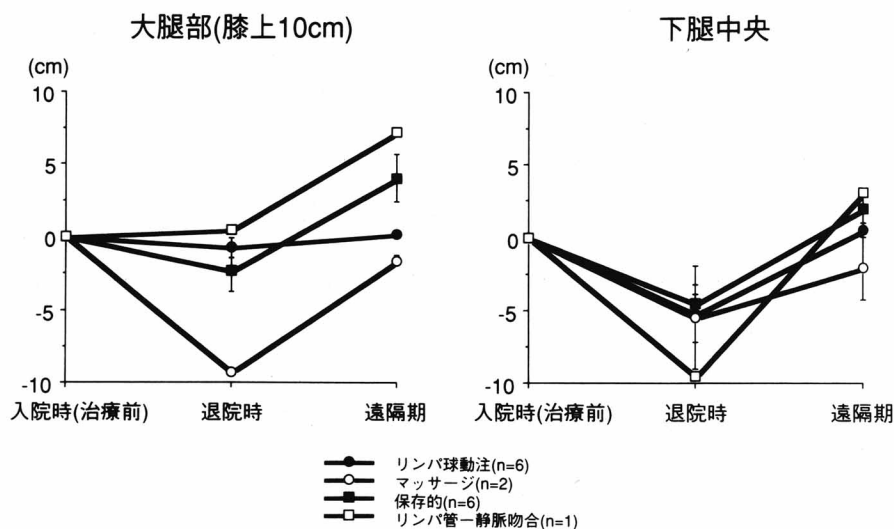 大腿部(膝上10cm)
(cm)
10
5
0
-5
-10
入院時(治療前) 退院時 遠隔期
下腿中央
(cm)
10
5
0
-5
-10
入院時(治療前) 退院時 遠隔期
リンパ球動注(n=6)
マッサージ(n=2)
保存的(n=6)
リンパ管ー静脈吻合(n=1)